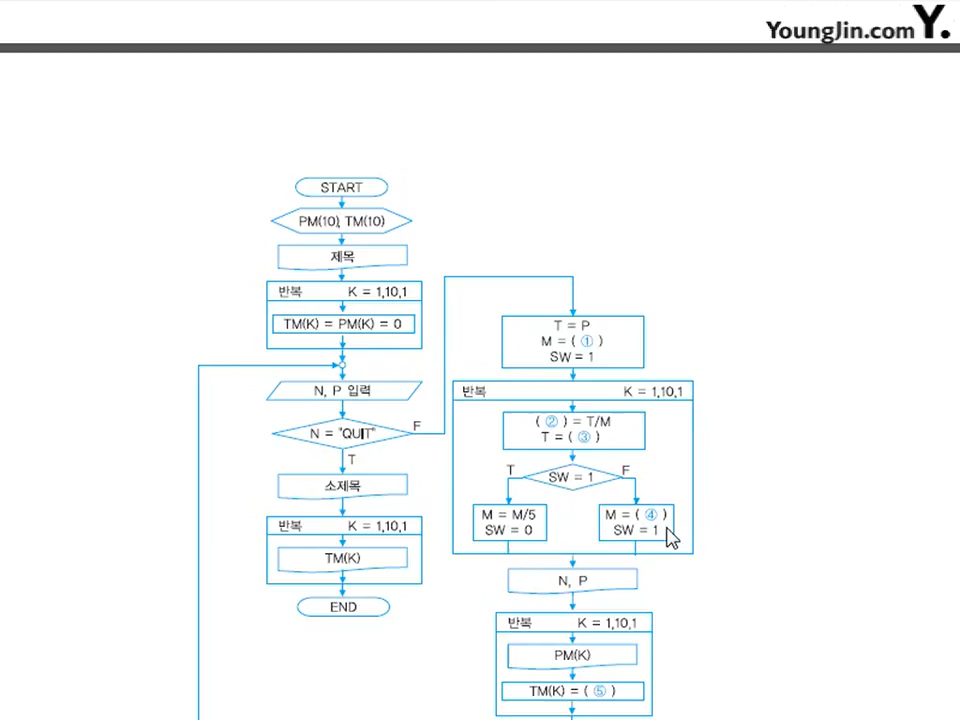 YoungJin.com Y.
START
PM(10), TM(10)
제목
반복 K = 1,10,1
TM(K) = PM(K) = 0
N, P 입력
N = "QUIT"
F
T
소제목
반복 K = 1,10,1
TM(K)
END
T = P
M = ( ① )
SW = 1
반복 K = 1,10,1
( ② ) = T/M
T = ( ③ )
T SW = 1 F
M = M/5
SW = 0
M = ( ④ )
SW = 1
N, P
반복 K = 1,10,1
PM(K)
TM(K) = ( ⑤ )